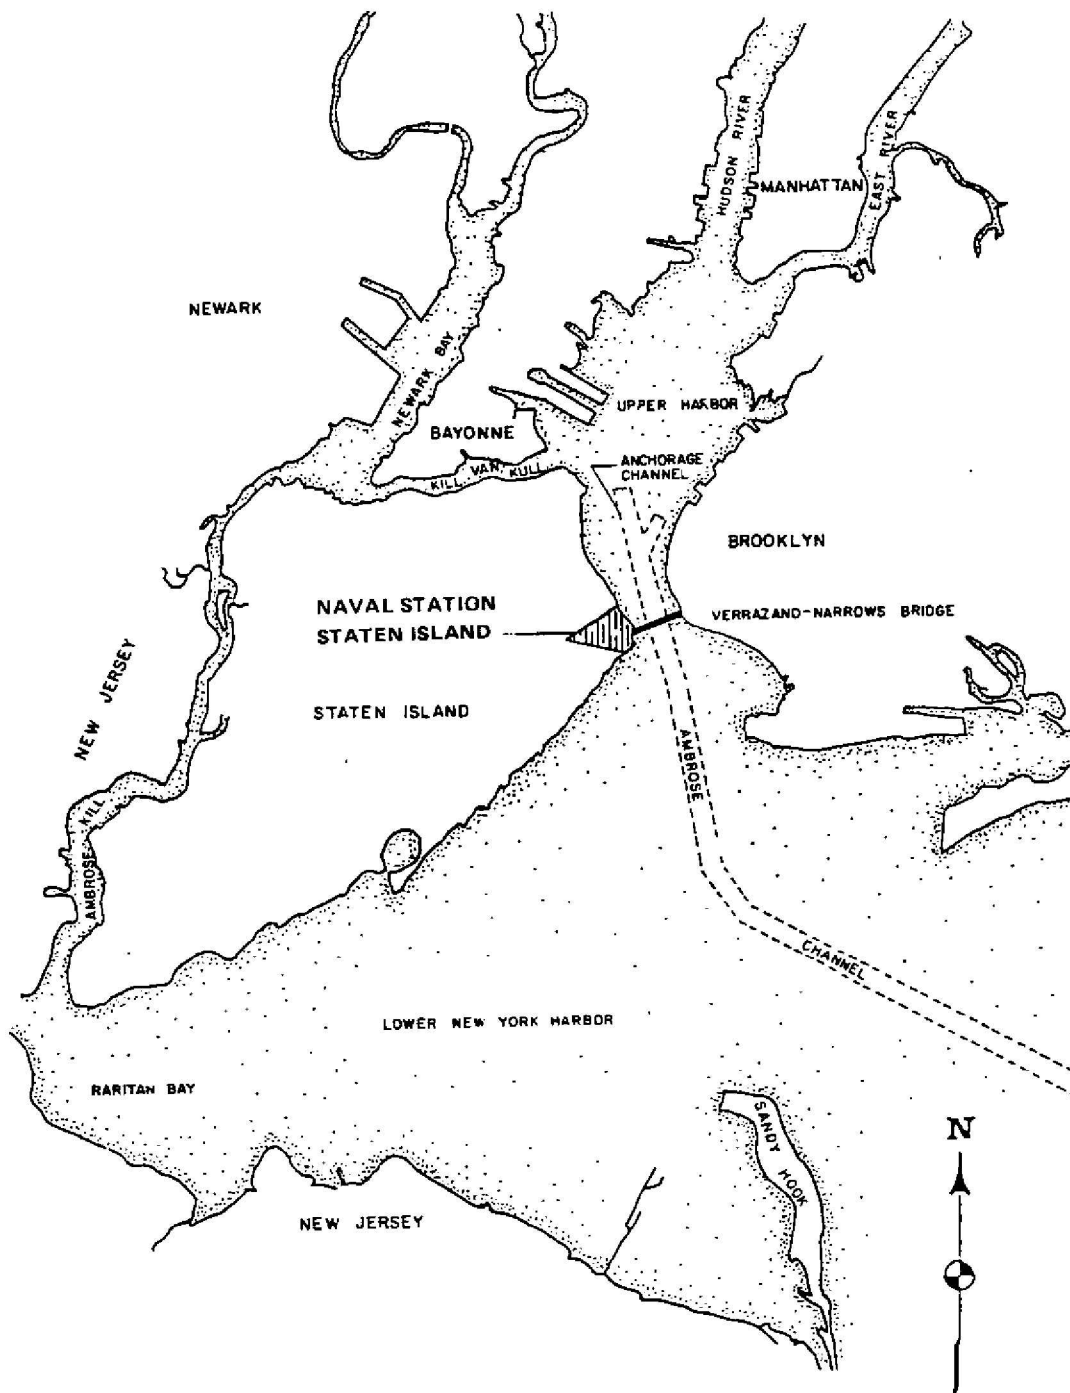 HUDSON RIVER
MANHATTAN
EAST RIVER
NEWARK
NEWARK BAY
UPPER HARBOR
BAYONNE
ANCHORAGE
CHANNEL
KILL VAN KULL
BROOKLYN
NAVAL STATION
STATEN ISLAND
VERRAZAND-NARROWS BRIDGE
NEW JERSEY
STATEN ISLAND
AMBROSE
AMBROSE KILL
CHANNEL
LOWER NEW YORK HARBOR
RARITAN BAY
SANDY HOOK
N
NEW JERSEY